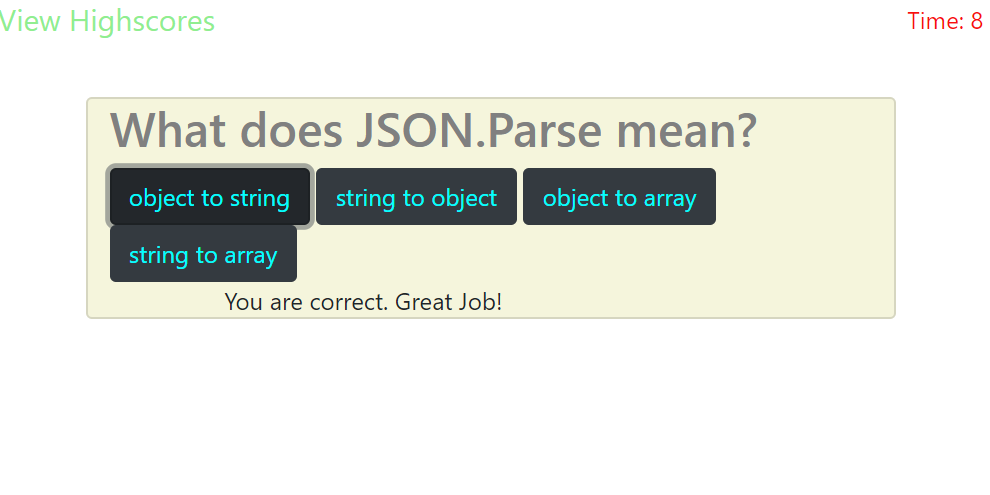 View Highscores Time: 8
What does JSON.Parse mean?
object to string string to object object to array
string to array
You are correct. Great Job!